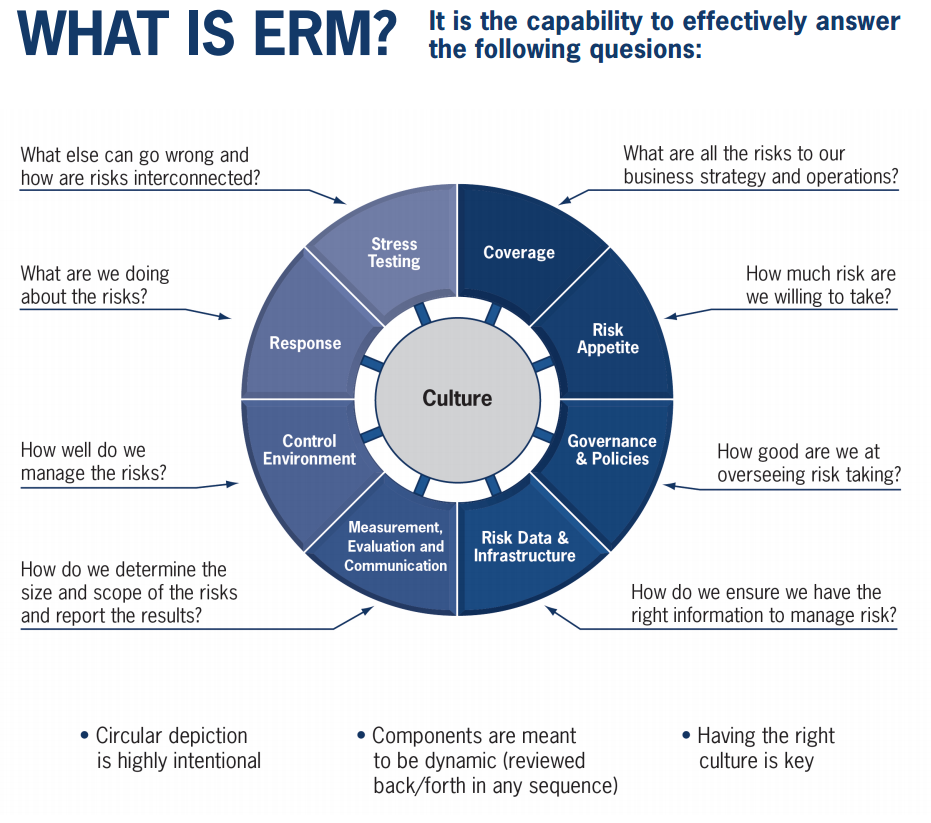 WHAT IS ERM?
It is the capability to effectively answer
the following quesions:
What else can go wrong and
how are risks interconnected?
What are all the risks to our
business strategy and operations?
What are we doing
about the risks?
How much risk are
we willing to take?
How well do we
manage the risks?
How good are we at
overseeing risk taking?
How do we determine the
size and scope of the risks
and report the results?
How do we ensure we have the
right information to manage risk?
Stress
Testing
Coverage
Response
Risk
Appetite
Culture
Control
Environment
Governance
& Policies
Measurement,
Evaluation and
Communication
Risk Data &
Infrastructure
• Circular depiction
is highly intentional
• Components are meant
to be dynamic (reviewed
back/forth in any sequence)
• Having the right
culture is key